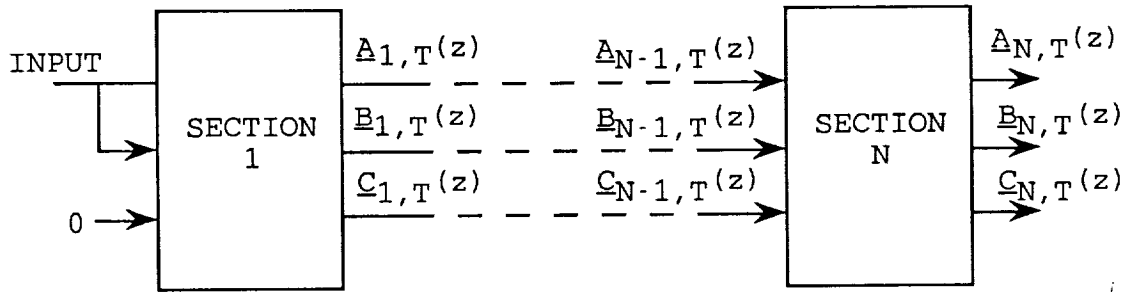 INPUT
0
SECTION
1
A1,T(z)
B1,T(z)
C1,T(z)
AN-1,T(z)
BN-1,T(z)
CN-1,T(z)
SECTION
N
AN,T(z)
BN,T(z)
CN,T(z)